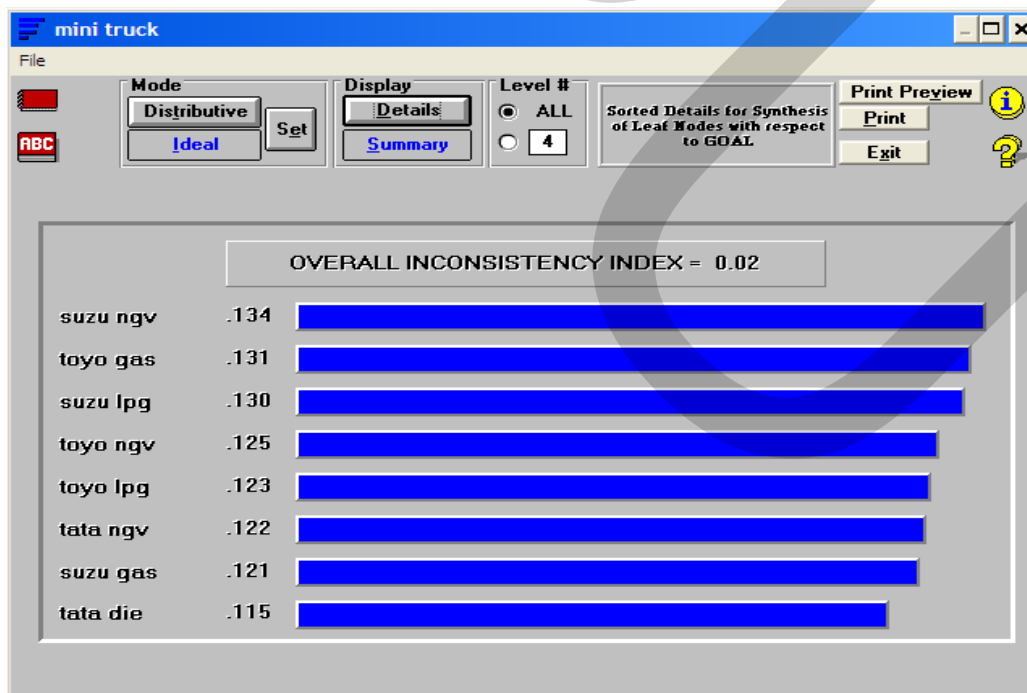 mini truck
File
Mode
Distributive
Ideal
Set
Display
Details
Summary
Level #
ALL
4
Sorted Details for Synthesis
of Leaf Nodes with respect
to GOAL
Print Preview
Print
Exit
ABC
OVERALL INCONSISTENCY INDEX = 0.02
suzu ngv .134
toyo gas .131
suzu lpg .130
toyo ngv .125
toyo lpg .123
tata ngv .122
suzu gas .121
tata die .115